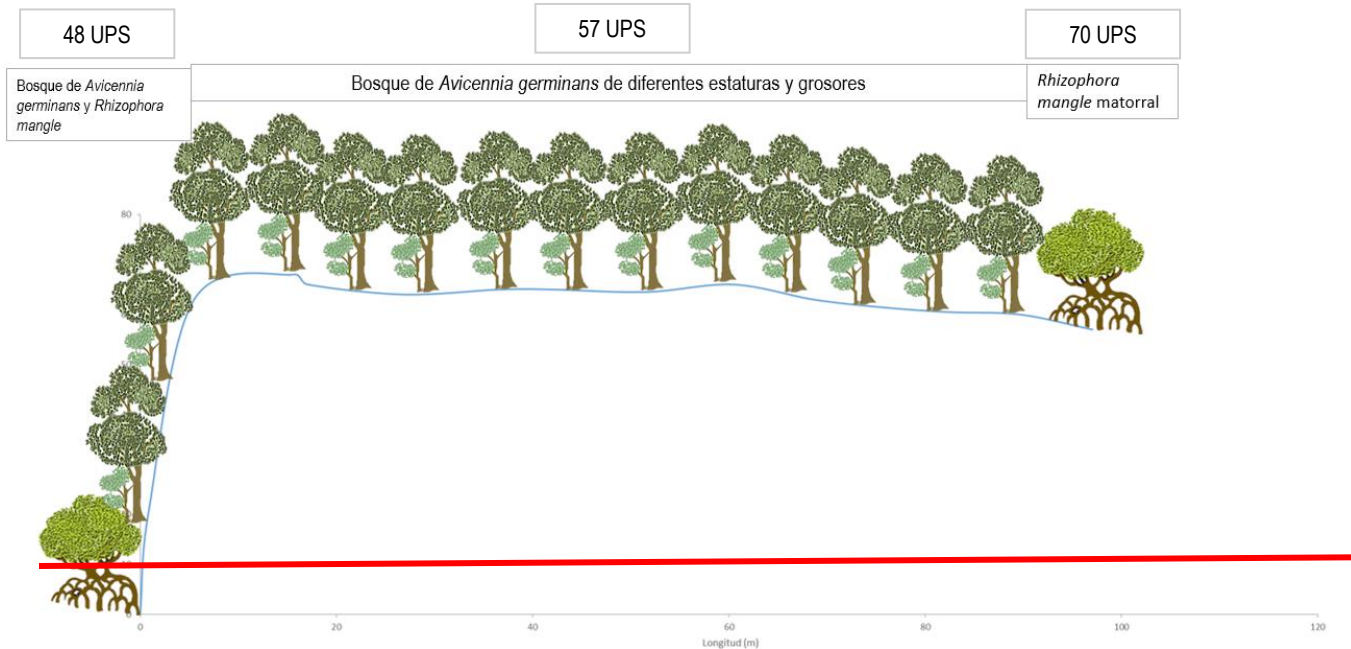 48 UPS
57 UPS
70 UPS
Bosque de Avicennia
germinans y Rhizophora
mangle
Bosque de Avicennia germinans de diferentes estaturas y grosores
Rhizophora
mangle matorral
80
0
20
40
60
80
100
120
Longitud (m)